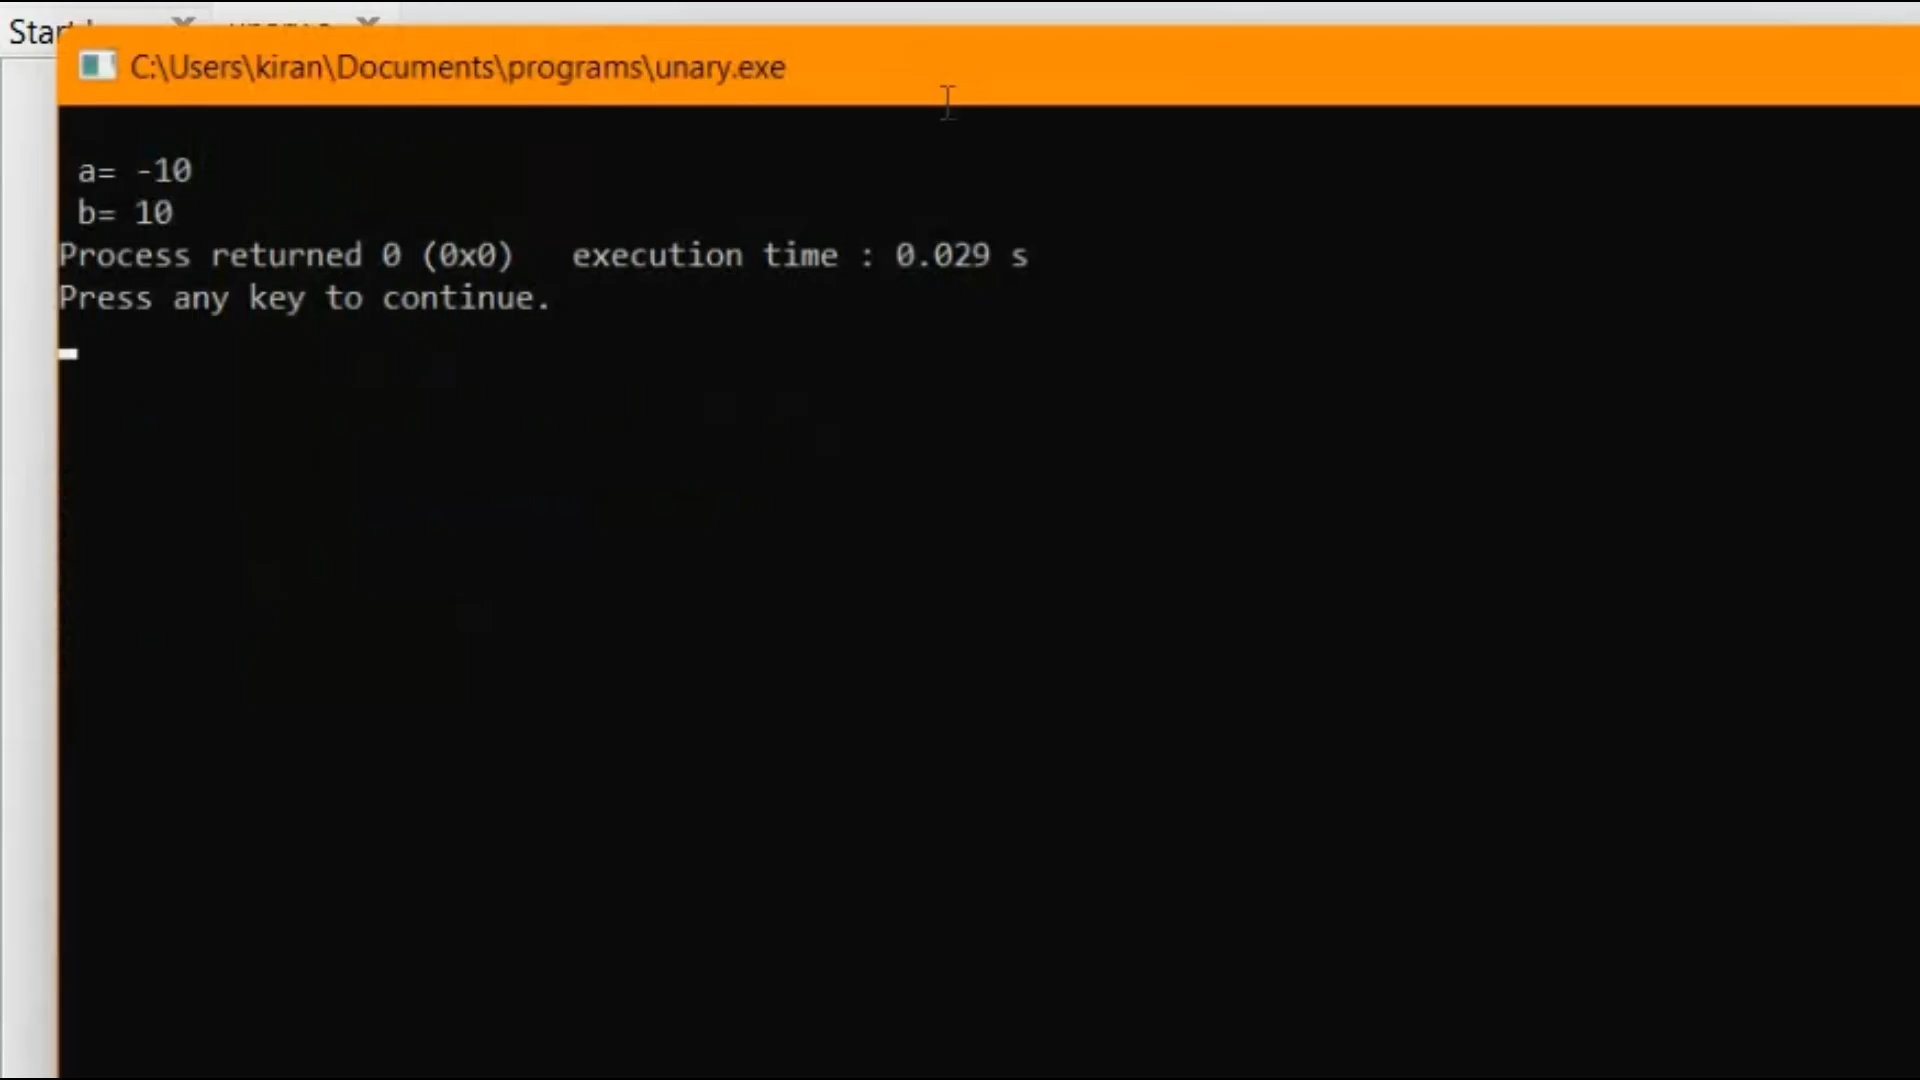 Start
C:\Users\kiran\Documents\programs\unary.exe
a= -10
b= 10
Process returned 0 (0x0)   execution time : 0.029 s
Press any key to continue.